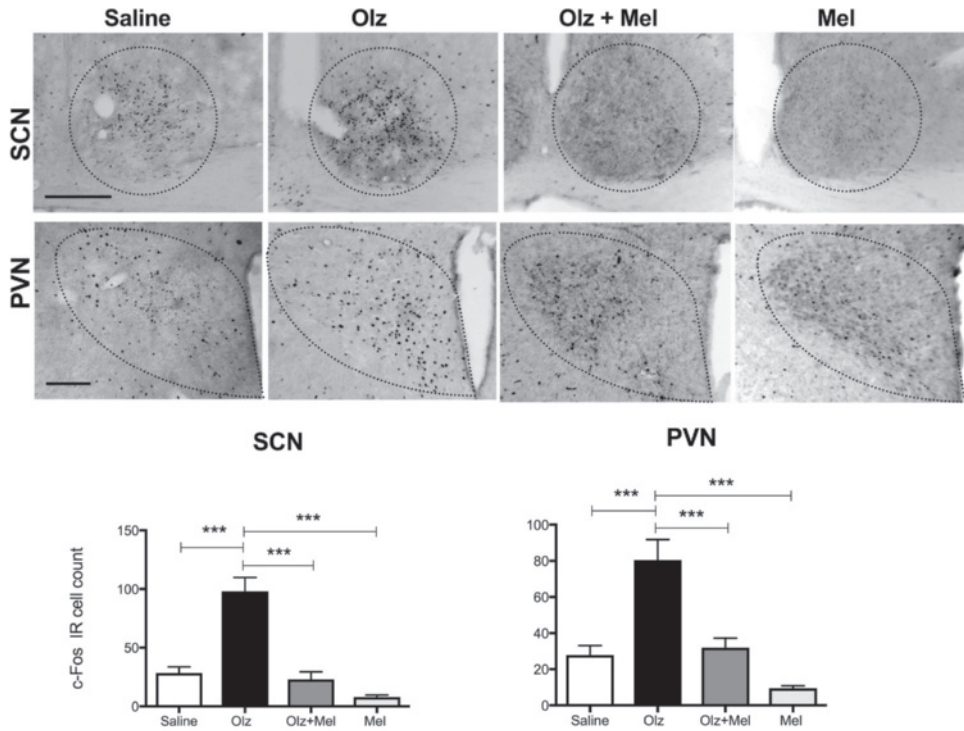 Saline Olz Olz + Mel Mel
SCN
PVN
SCN
PVN
***
***
***
c-Fos IR cell count
150
100
50
0
Saline Olz Olz+Mel Mel
***
***
***
100
80
60
40
20
0
Saline Olz Olz+Mel Mel